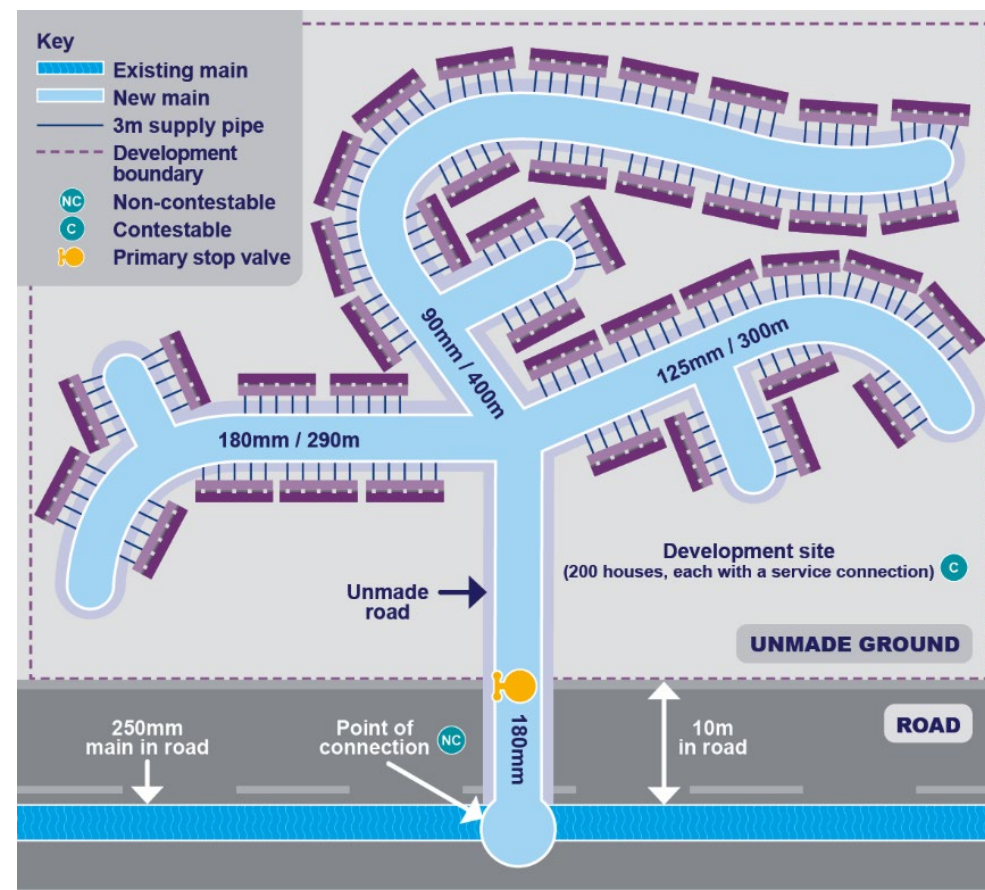 Key
Existing main
New main
3m supply pipe
Development
boundary
NC
Non-contestable
C
Contestable
Primary stop valve
90mm / 400m
125mm / 300m
180mm / 290m
Development site
(200 houses, each with a service connection)
C
Unmade
road
UNMADE GROUND
ROAD
250mm
main in road
Point of
connection
NC
180mm
10m
in road